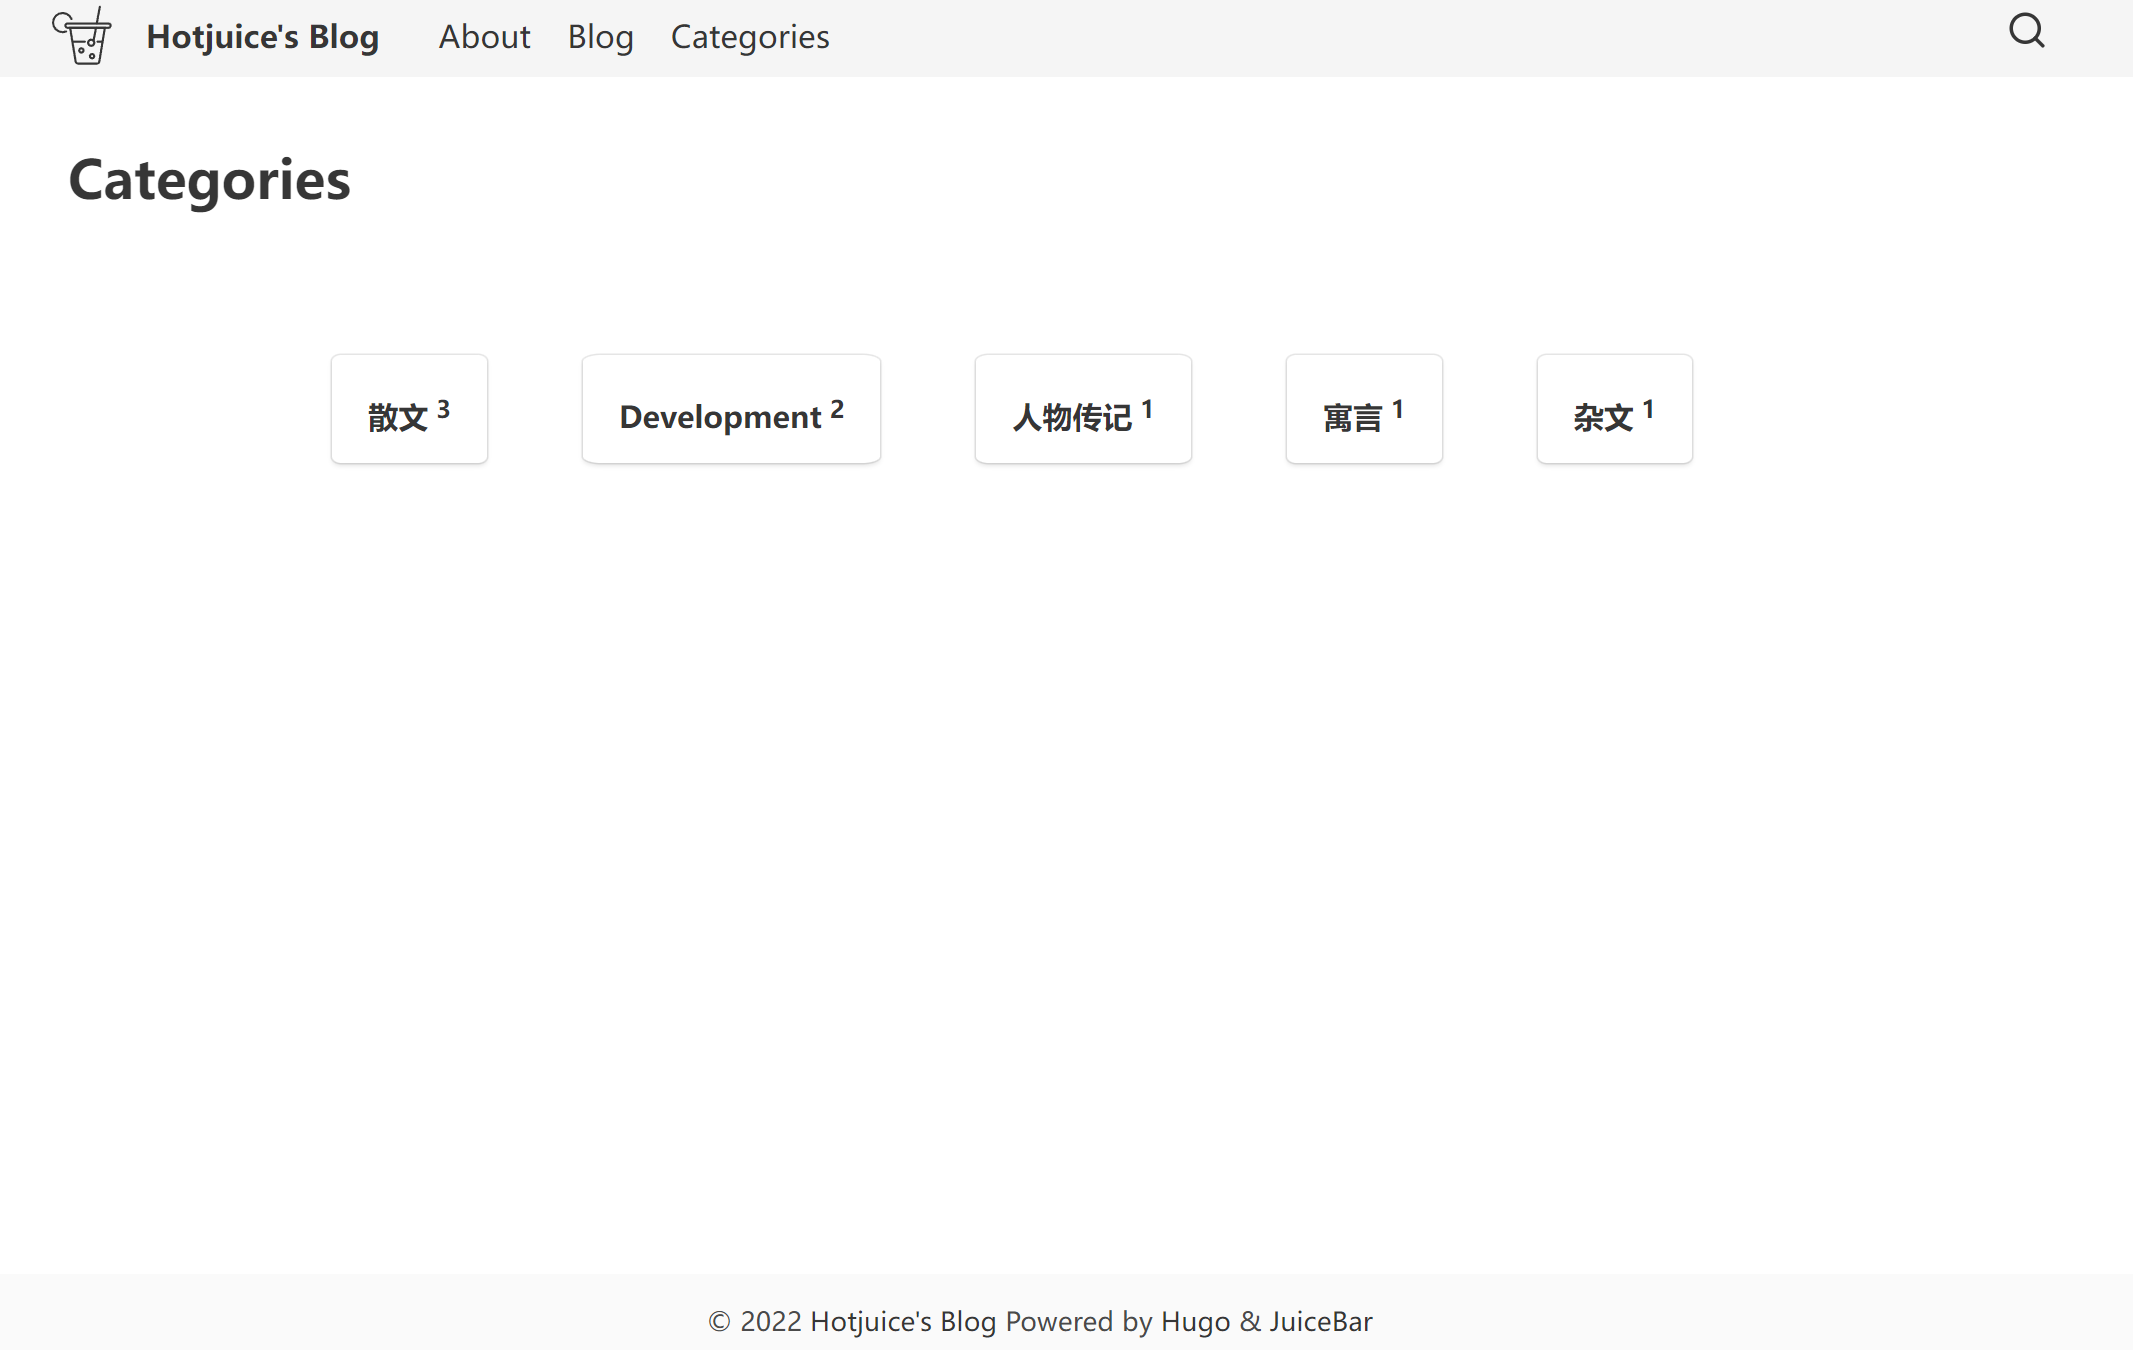 Hotjuice's Blog About Blog Categories
Categories
散文 3 Development 2 人物传记 1 寓言 1 杂文 1
© 2022 Hotjuice's Blog Powered by Hugo & JuiceBar